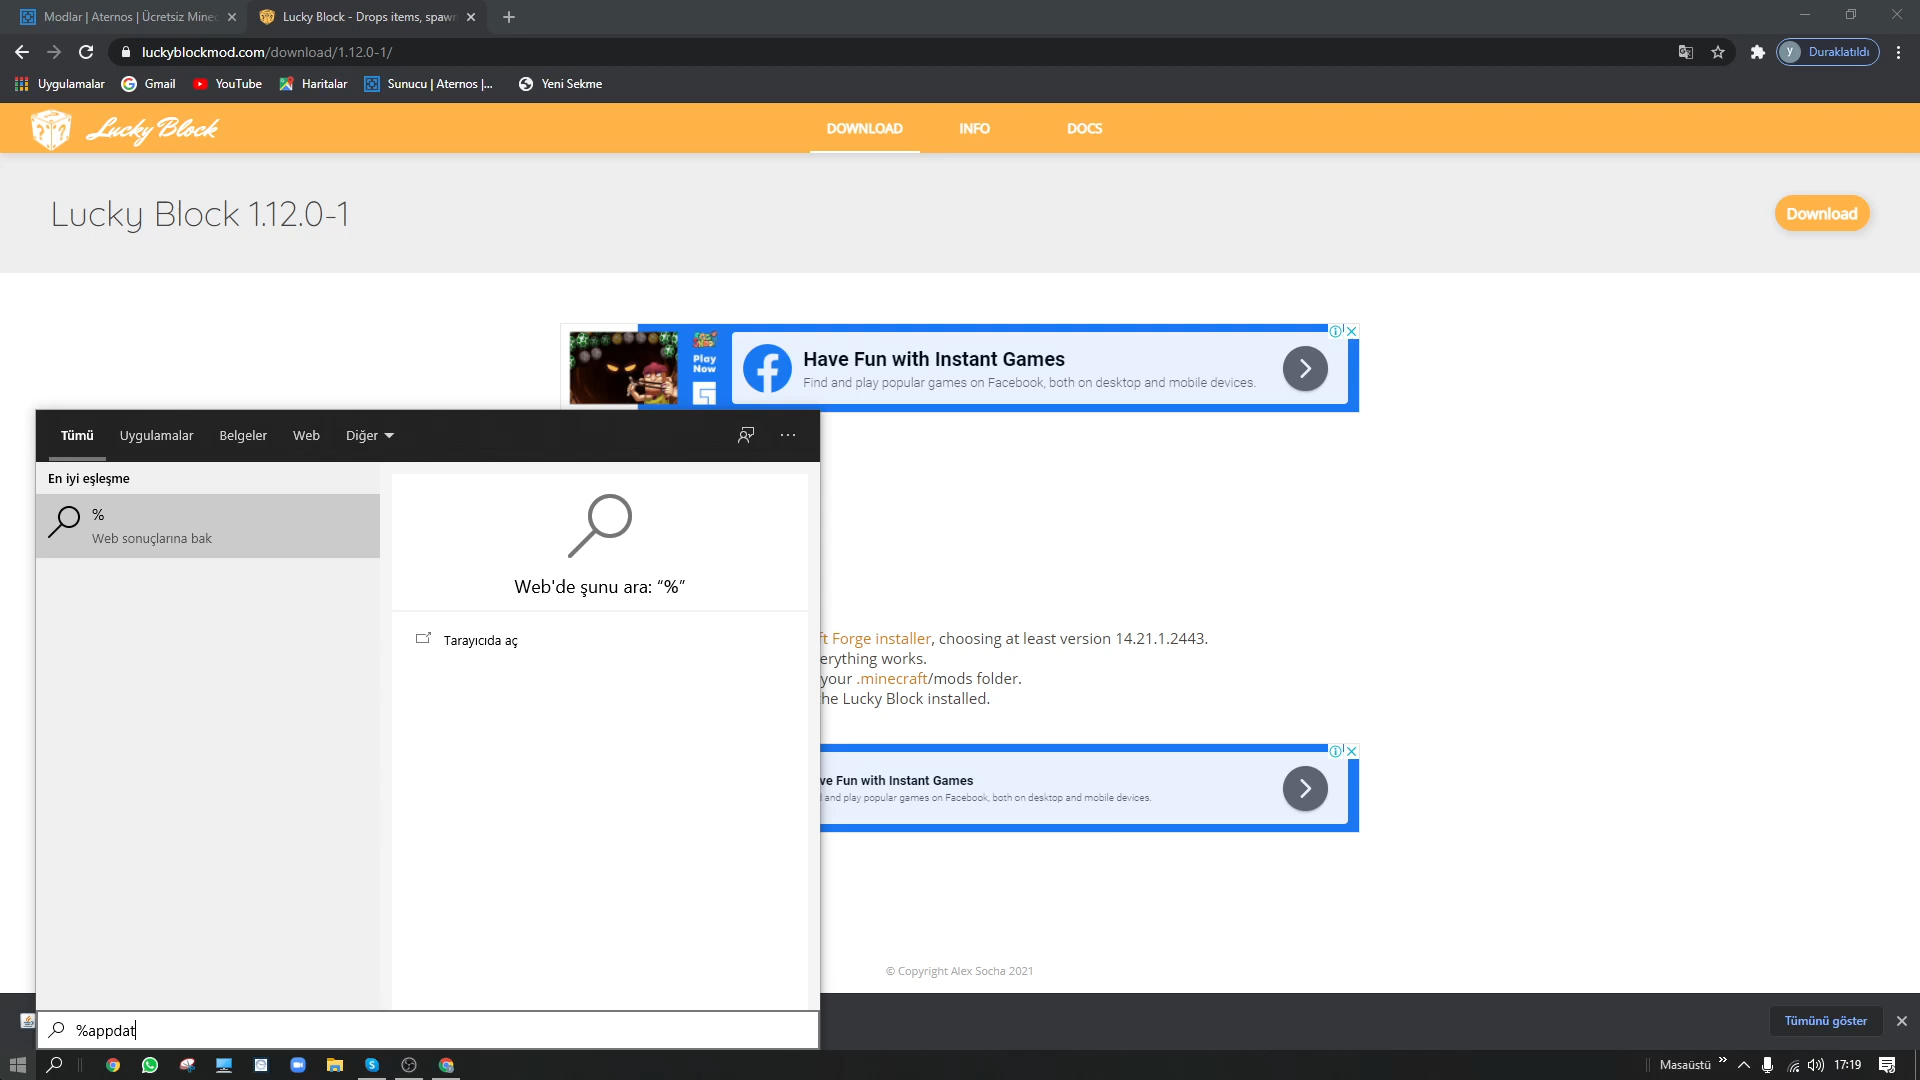 Modlar | Aternos | Ücretsiz Minec
Lucky Block - Drops items, spawn
luckyblockmod.com/download/1.12.0-1/
y
Duraklatıldı
Uygulamalar
Gmail
YouTube
Haritalar
Sunucu | Aternos |...
Yeni Sekme
Lucky Block
DOWNLOAD
INFO
DOCS
Lucky Block 1.12.0-1
Download
Play
Now
Have Fun with Instant Games
Find and play popular games on Facebook, both on desktop and mobile devices.
Tümü
Uygulamalar
Belgeler
Web
Diğer
En iyi eşleşme
%
Web sonuçlarına bak
Web'de şunu ara: “%”
Tarayıcıda aç
ft Forge installer, choosing at least version 14.21.1.2443.
erything works.
your .minecraft/mods folder.
he Lucky Block installed.
ve Fun with Instant Games
d and play popular games on Facebook, both on desktop and mobile devices.
© Copyright Alex Socha 2021
%appdat
Tümünü göster
Masaüstü
17:19